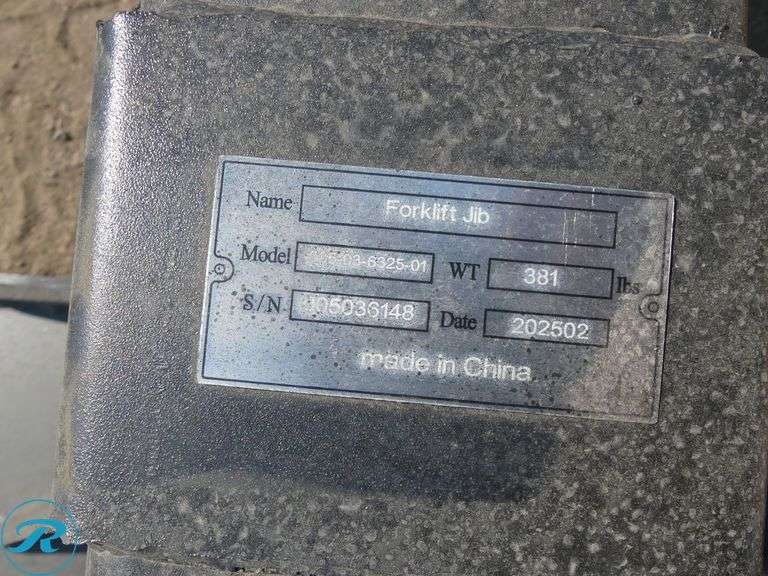 Name Forklift Jib
Model WT 381 lbs
S/N Date 202502
made in China
R